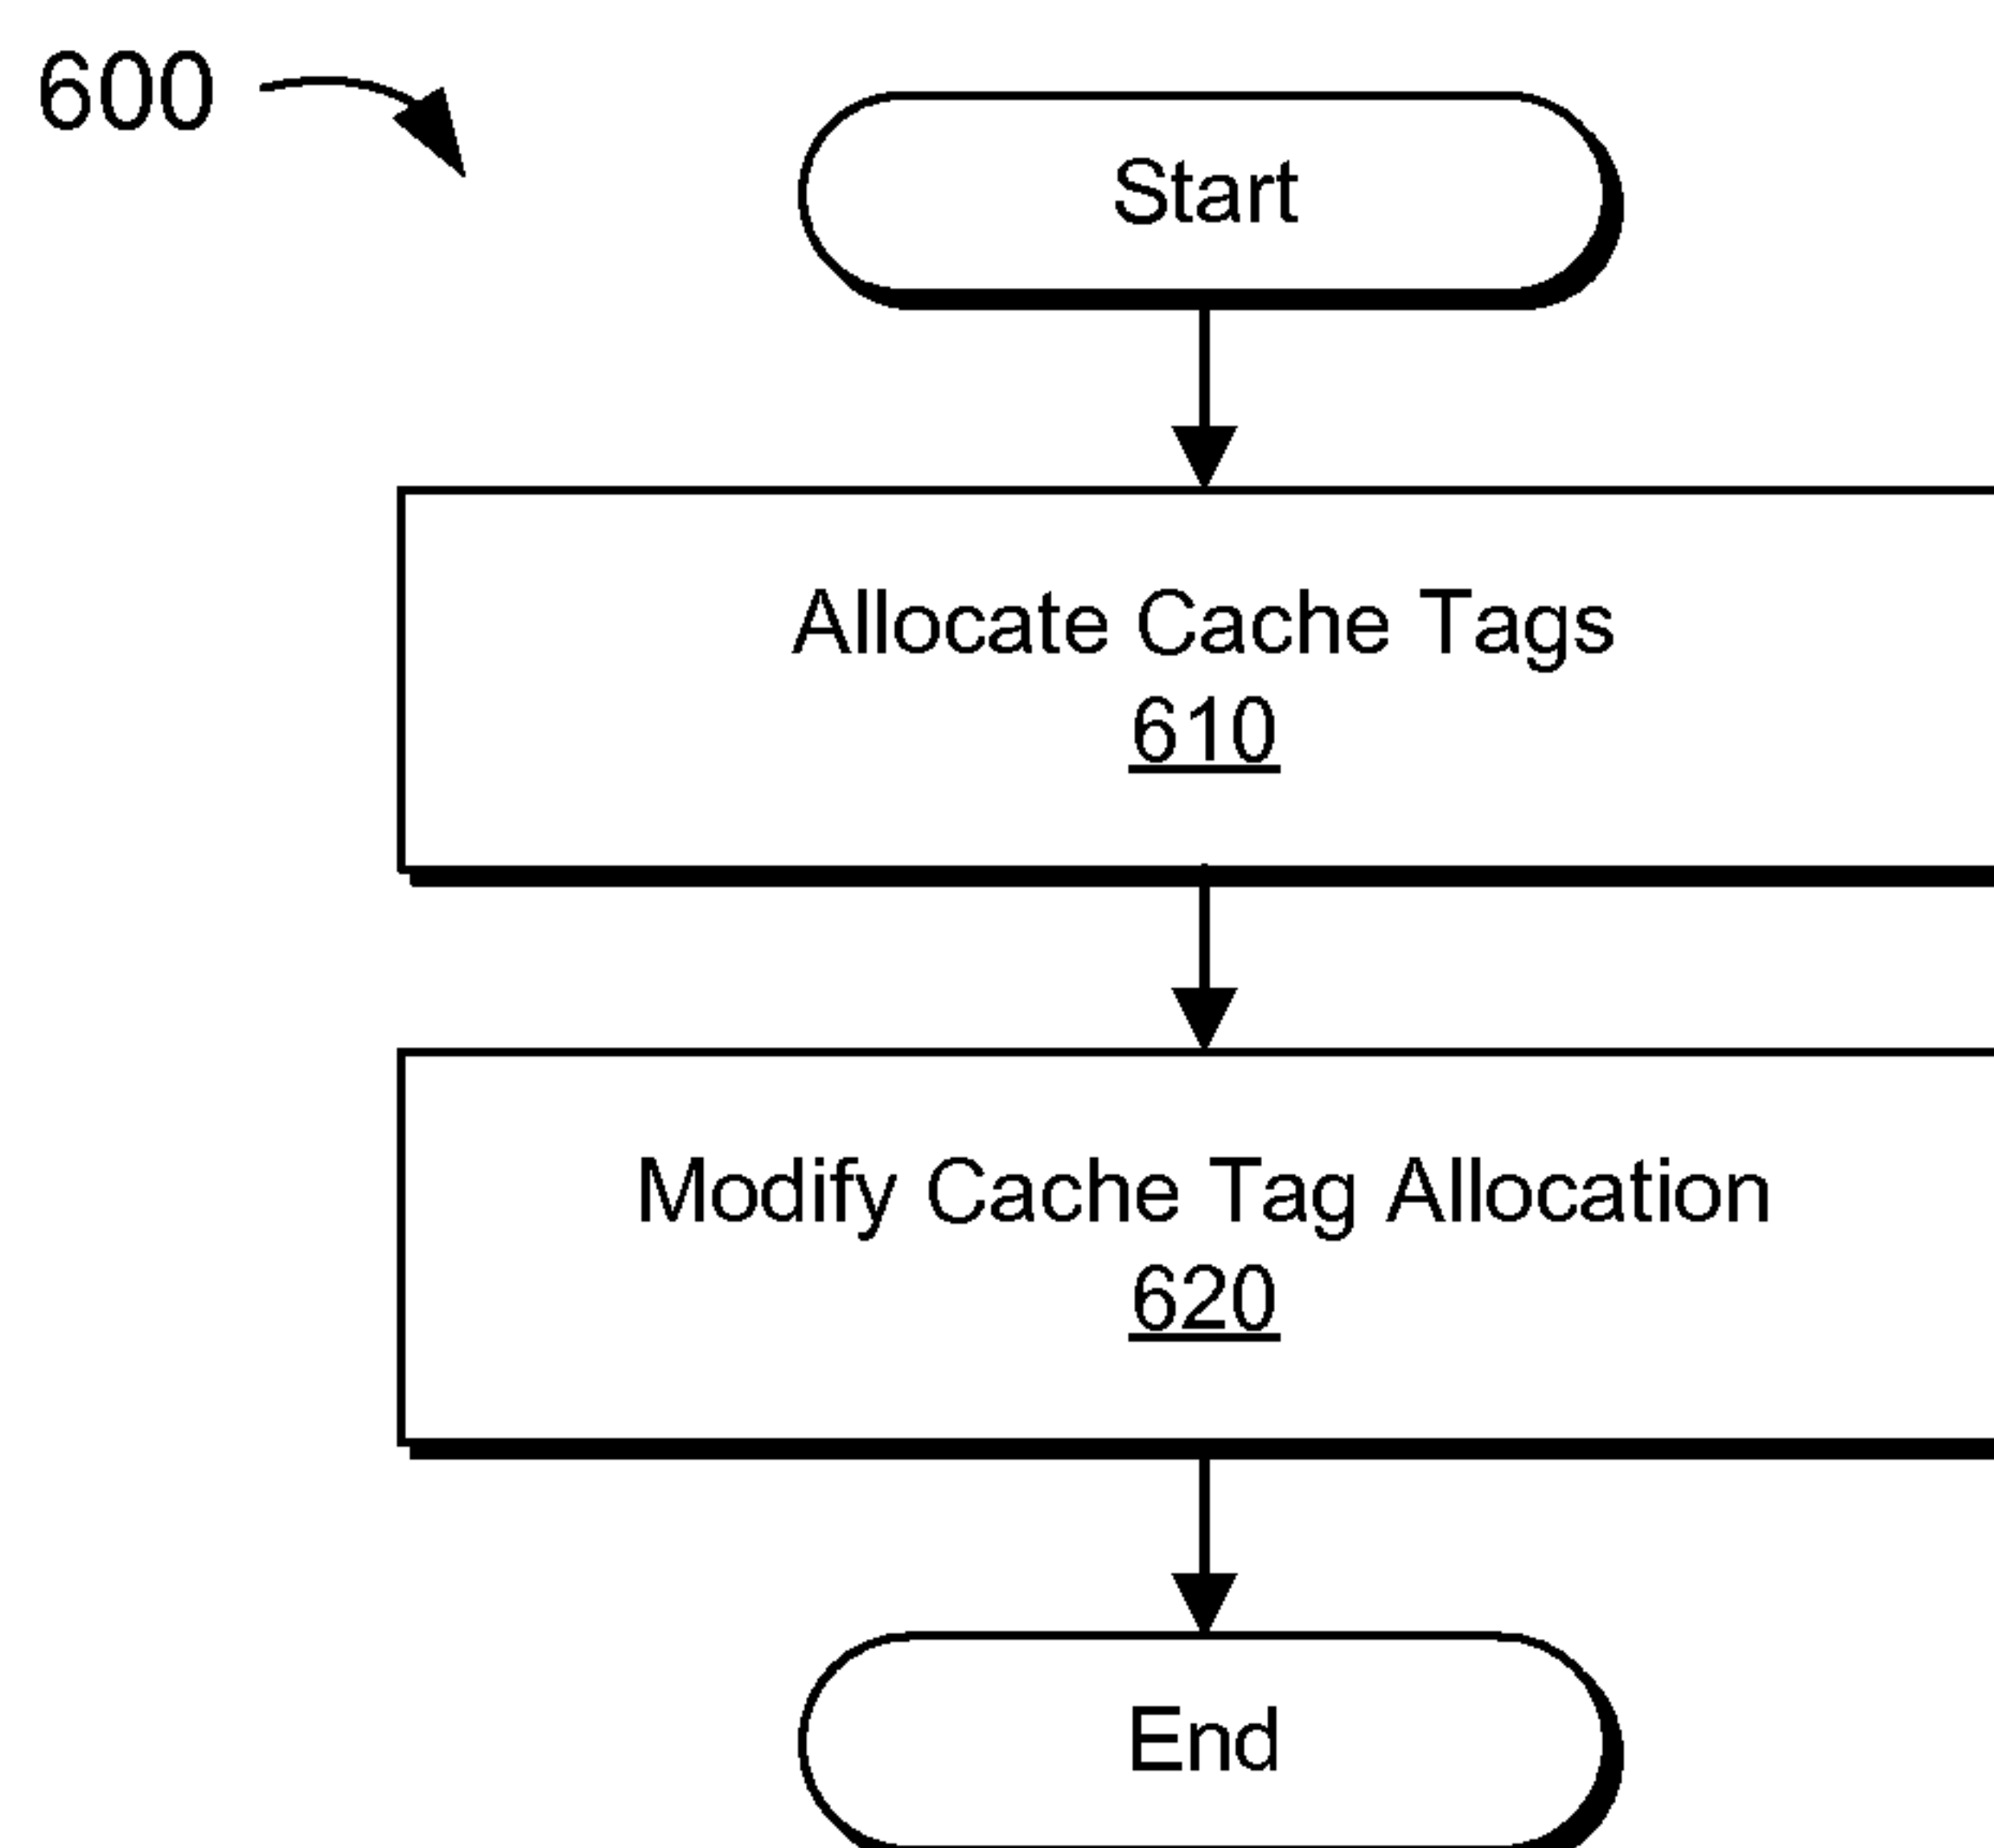 600
Start
Allocate Cache Tags
610
Modify Cache Tag Allocation
620
End